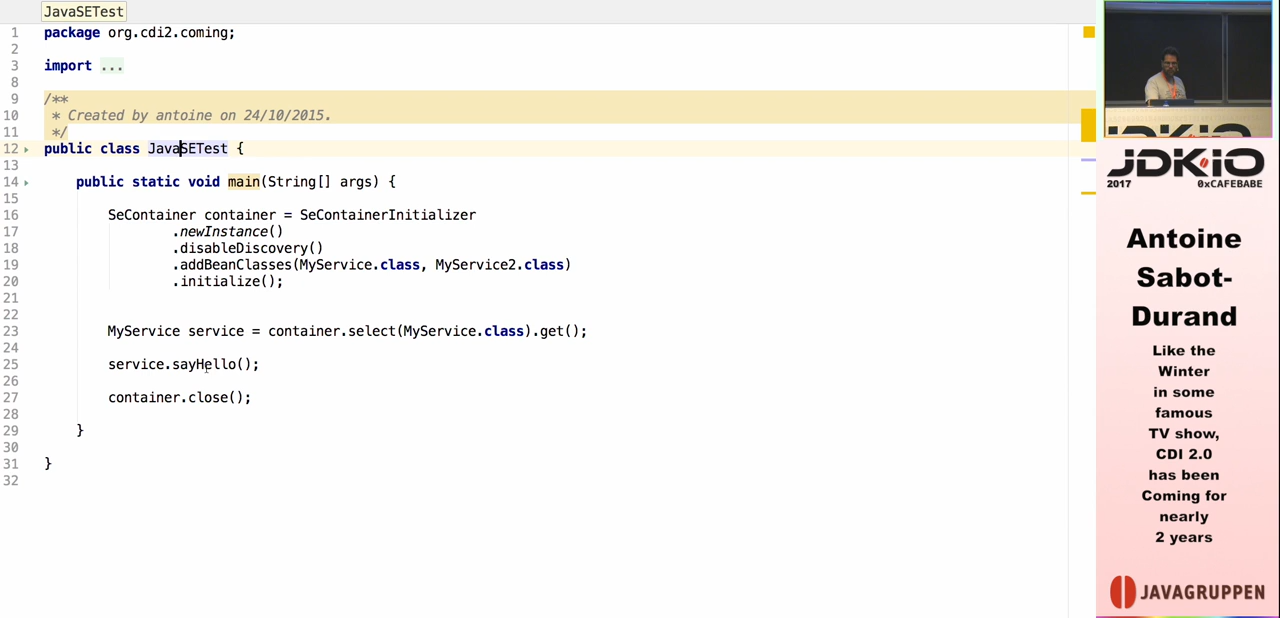 JavaSETest
1 package org.cdi2.coming;
2
3 import ...
8
9 /**
10 * Created by antoine on 24/10/2015.
11 */
12 public class JavaSETest {
13
14 public static void main(String[] args) {
15
16 SeContainer container = SeContainerInitializer
17 .newInstance()
18 .disableDiscovery()
19 .addBeanClasses(MyService.class, MyService2.class)
20 .initialize();
21
22
23 MyService service = container.select(MyService.class).get();
24
25 service.sayHello();
26
27 container.close();
28
29 }
30
31 }
32
JDKIO
JDKIO
2017 0xCAFEBABE
Antoine
Sabot-
Durand
Like the
Winter
in some
famous
TV show,
CDI 2.0
has been
Coming for
nearly
2 years
JAVAGRUPPEN